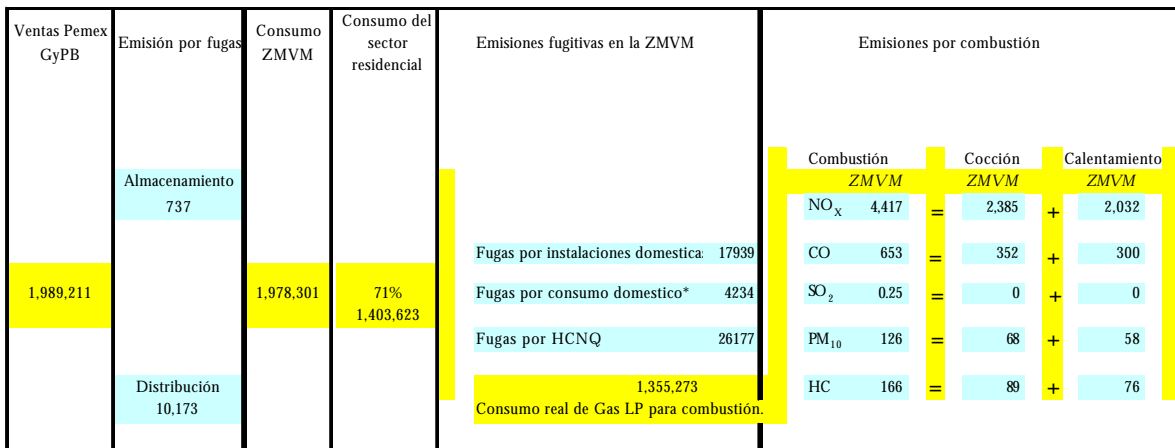 Ventas Pemex GyPB
Emisión por fugas
Consumo ZMVM
Consumo del sector residencial
Emisiones fugitivas en la ZMVM
Emisiones por combustión
Almacenamiento
737
1,989,211
Distribución
10,173
1,978,301
71%
1,403,623
Fugas por instalaciones domestica: 17939
Fugas por consumo domestico* 4234
Fugas por HCNQ 26177
1,355,273
Consumo real de Gas LP para combustión.
Combustión Cocción Calentamiento
ZMVM ZMVM ZMVM
NOX 4,417 = 2,385 + 2,032
CO 653 = 352 + 300
SO2 0.25 = 0 + 0
PM10 126 = 68 + 58
HC 166 = 89 + 76